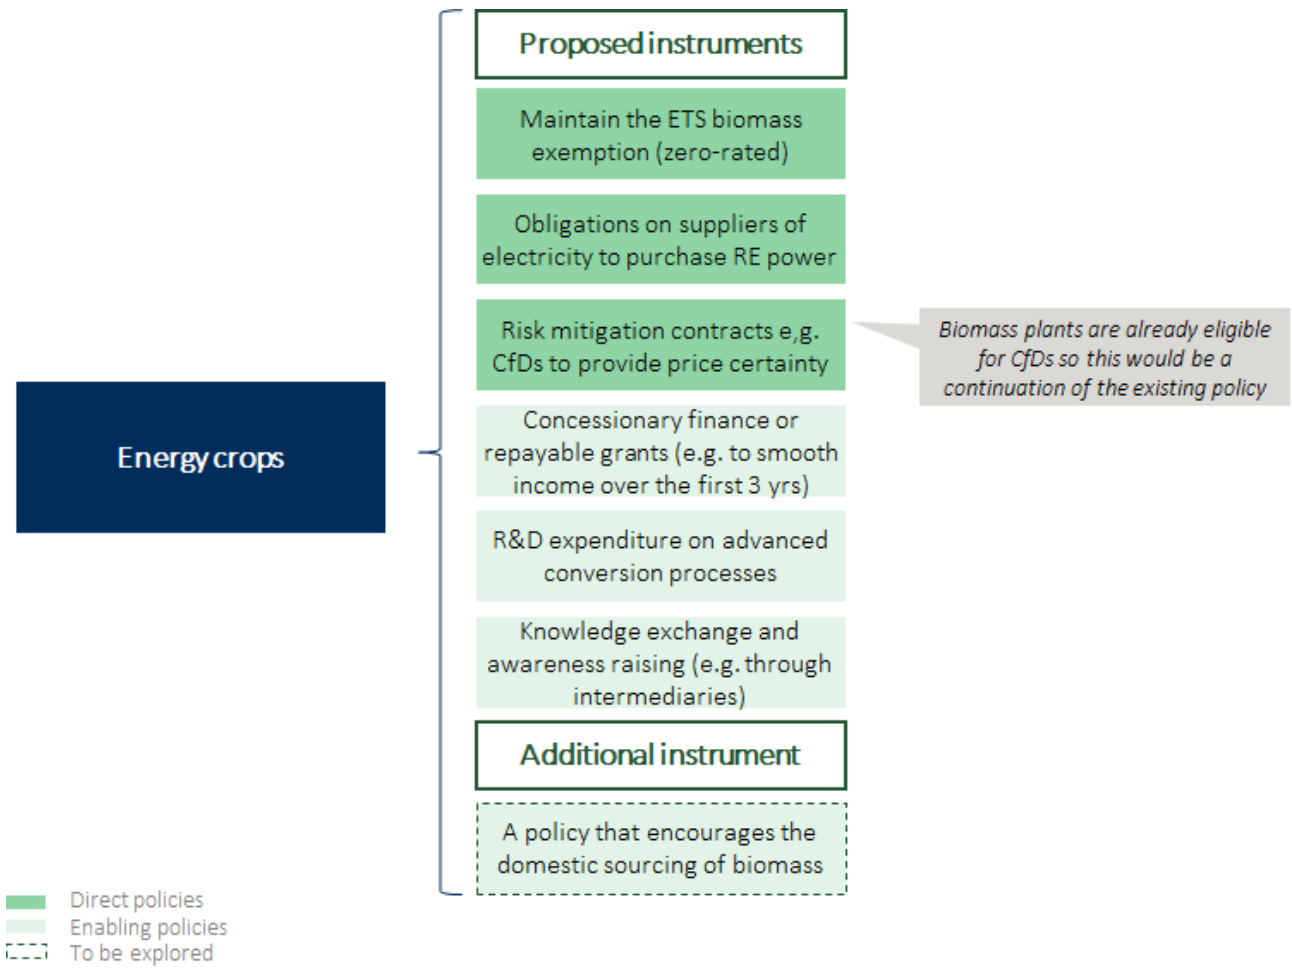 Proposed instruments
Maintain the ETS biomass
exemption (zero-rated)
Obligations on suppliers of
electricity to purchase RE power
Risk mitigation contracts e,g.
CfDs to provide price certainty
Biomass plants are already eligible
for CfDs so this would be a
continuation of the existing policy
Energy crops
Concessionary finance or
repayable grants (e.g. to smooth
income over the first 3 yrs)
R&D expenditure on advanced
conversion processes
Knowledge exchange and
awareness raising (e.g. through
intermediaries)
Additional instrument
A policy that encourages the
domestic sourcing of biomass
Direct policies
Enabling policies
To be explored